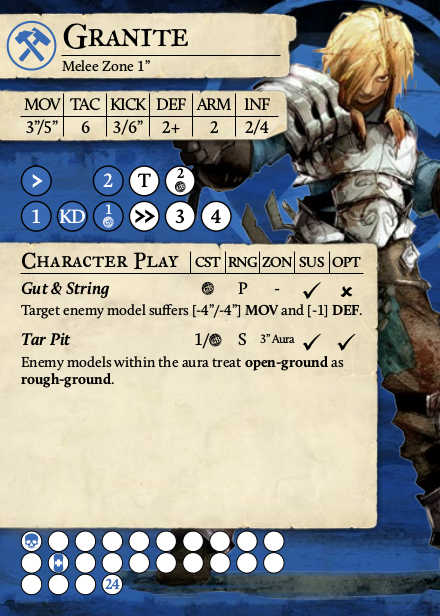 GRANITE
Melee Zone 1”
MOV TAC KICK DEF ARM INF
3”/5” 6 3/6” 2+ 2 2/4
> 2 T 2
1 KD 1 >> 3 4
CHARACTER PLAY CST RNG ZON SUS OPT
Gut & String P -
Target enemy model suffers [-4”/-4”] MOV and [-1] DEF.
Tar Pit 1/ S 3” Aura
Enemy models within the aura treat open-ground as
rough-ground.
24